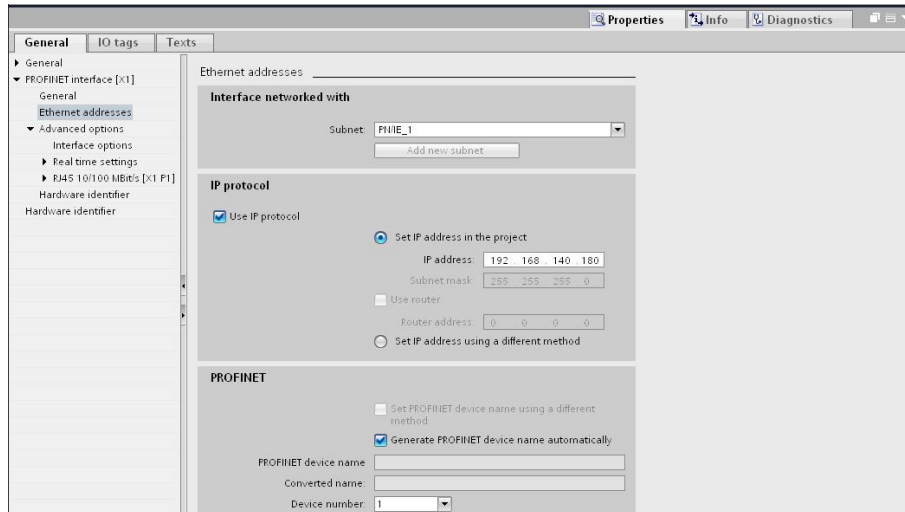 Properties Info Diagnostics
General IO tags Texts
General
PROFINET interface [X1]
General
Ethernet addresses
Advanced options
Interface options
Real time settings
RJ45 10/100 MBit/s [X1 P1]
Hardware identifier
Hardware identifier
Ethernet addresses
Interface networked with
Subnet: PN/IE_1
Add new subnet
IP protocol
Use IP protocol
Set IP address in the project
IP address: 192 . 168 . 140 . 180
Subnet mask: 255 . 255 . 255 . 0
Use router
Router address: 0 . 0 . 0 . 0
Set IP address using a different method
PROFINET
Set PROFINET device name using a different
method
Generate PROFINET device name automatically
PROFINET device name
Converted name:
Device number: 1